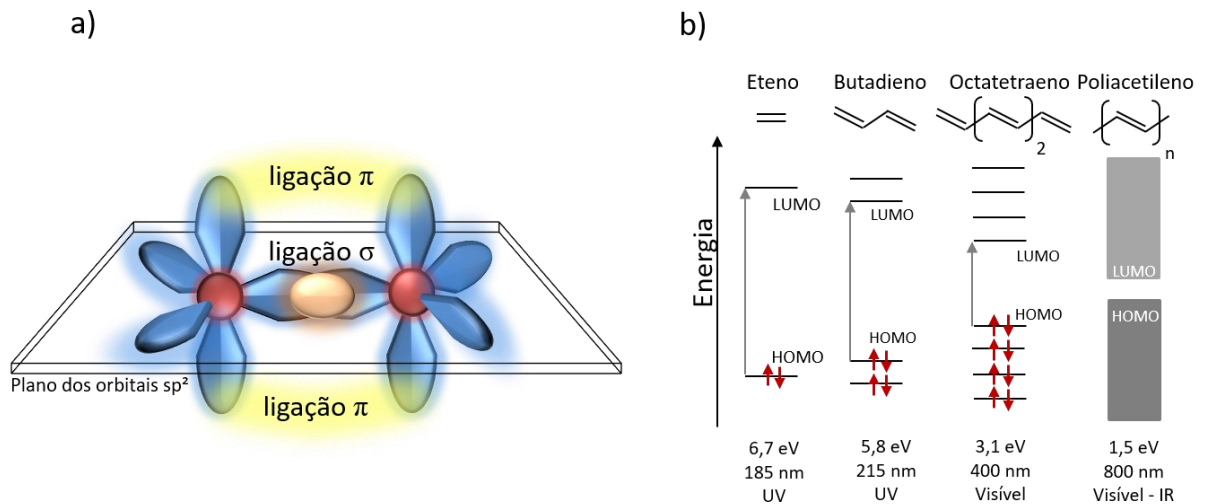 a)
ligação π
ligação σ
Plano dos orbitais sp²
ligação π
b)
Eteno Butadieno Octatetraeno Poliacetileno
2 n
Energia
LUMO LUMO LUMO LUMO
HOMO HOMO HOMO HOMO
6,7 eV 5,8 eV 3,1 eV 1,5 eV
185 nm 215 nm 400 nm 800 nm
UV UV Visível Visível - IR